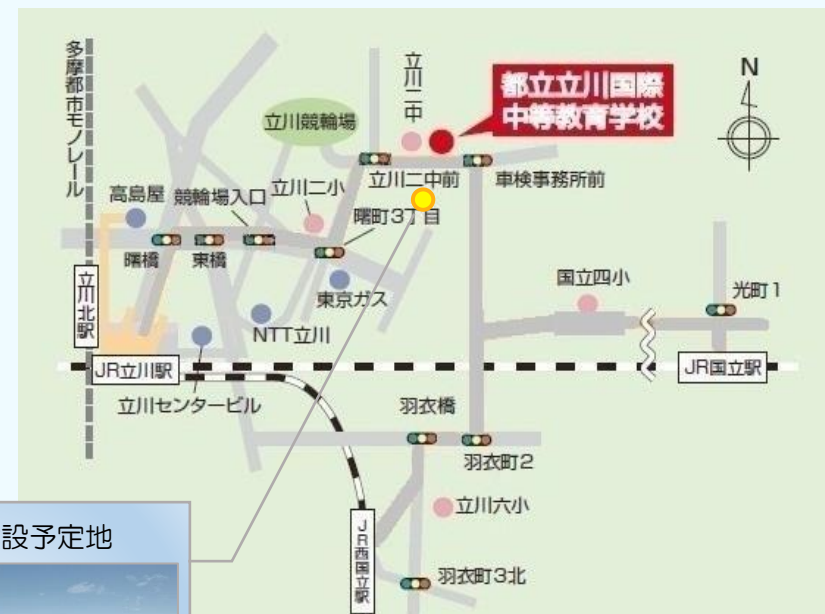 多摩都市モノレール
立川二中
都立立川国際
中等教育学校
N
立川競輪場
立川二中前
車検事務所前
高島屋
競輪場入口
立川二小
曙町3丁目
曙橋
東橋
東京ガス
国立四小
光町1
立川北駅
NTT立川
JR立川駅
JR国立駅
立川センタービル
羽衣橋
羽衣町2
立川六小
設予定地
JR西国立駅
羽衣町3北